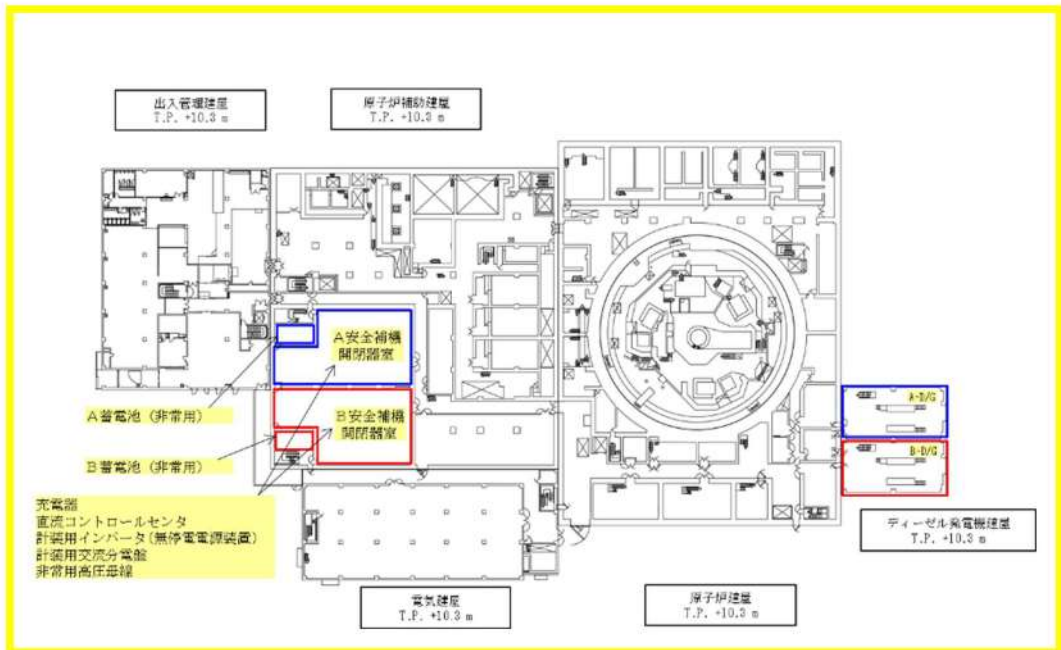 出入管理建屋
T.P. +10.3 m
原子炉補助建屋
T.P. +10.3 m
A安全補機
開閉器室
B安全補機
開閉器室
A蓄電池（非常用）
B蓄電池（非常用）
充電器
直流コントロールセンタ
計装用インバータ(無停電電源装置)
計装用交流分電盤
非常用高圧母線
A-D/G
B-D/G
ディーゼル発電機建屋
T.P. +10.3 m
電気建屋
T.P. +10.3 m
原子炉建屋
T.P. +10.3 m